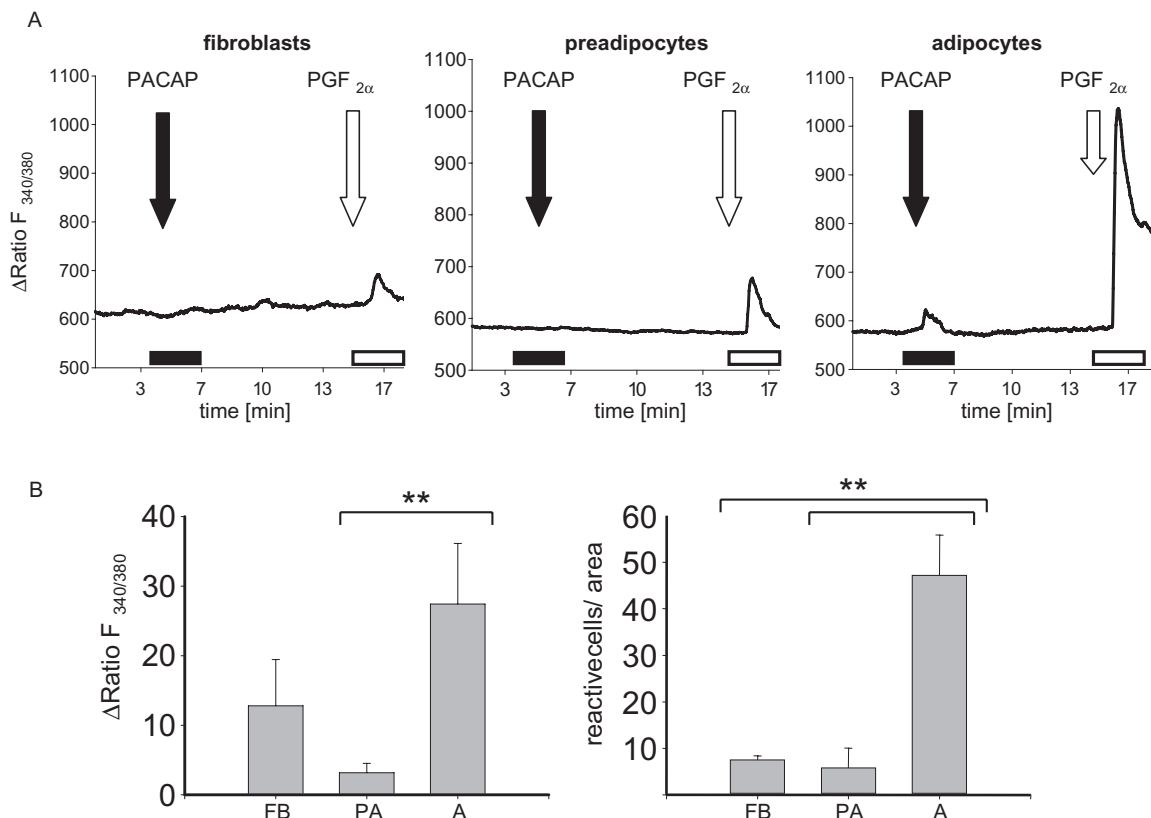 A
fibroblasts
preadipocytes
adipocytes
PACAP
PGF 2α
PACAP
PGF 2α
PACAP
PGF 2α
ΔRatio F 340/380
1100
1000
900
800
700
600
500
3 7 10 13 17
time [min]
1100
1000
900
800
700
600
500
3 7 10 13 17
time [min]
1100
1000
900
800
700
600
500
3 7 10 13 17
time [min]
B
**
ΔRatio F 340/380
40
30
20
10
0
FB PA A
**
reactivecells/ area
60
50
40
30
20
10
FB PA A